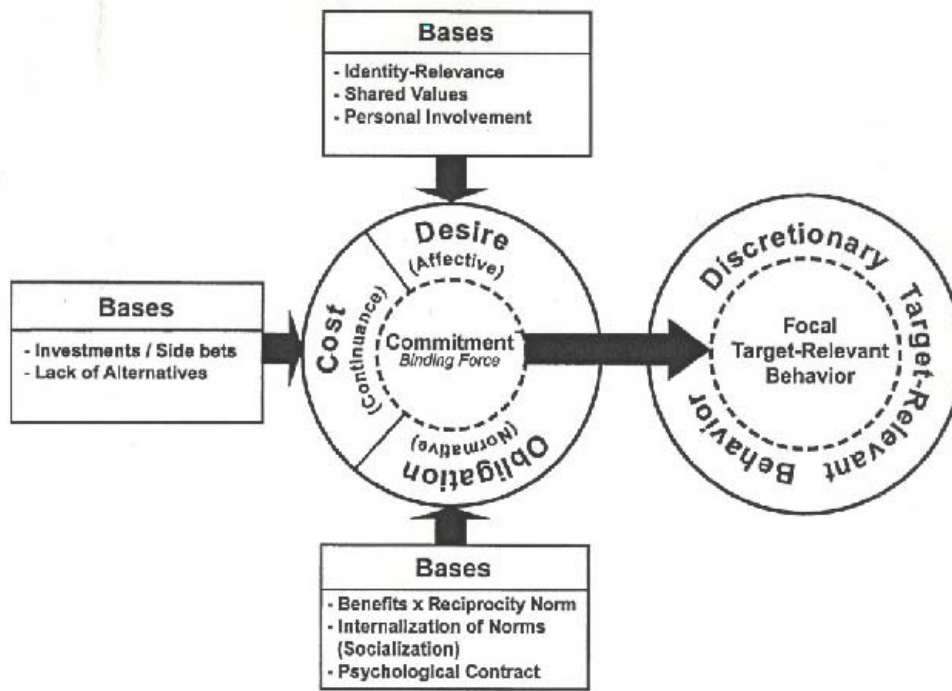 Bases
- Identity-Relevance
- Shared Values
- Personal Involvement
Bases
- Investments / Side bets
- Lack of Alternatives
Desire
(Affective)
Cost
(Continuance)
Commitment
Binding Force
Obligation
(Normative)
Discretionary Target-Relevant Behavior
Focal
Target-Relevant
Behavior
Bases
- Benefits x Reciprocity Norm
- Internalization of Norms
(Socialization)
- Psychological Contract